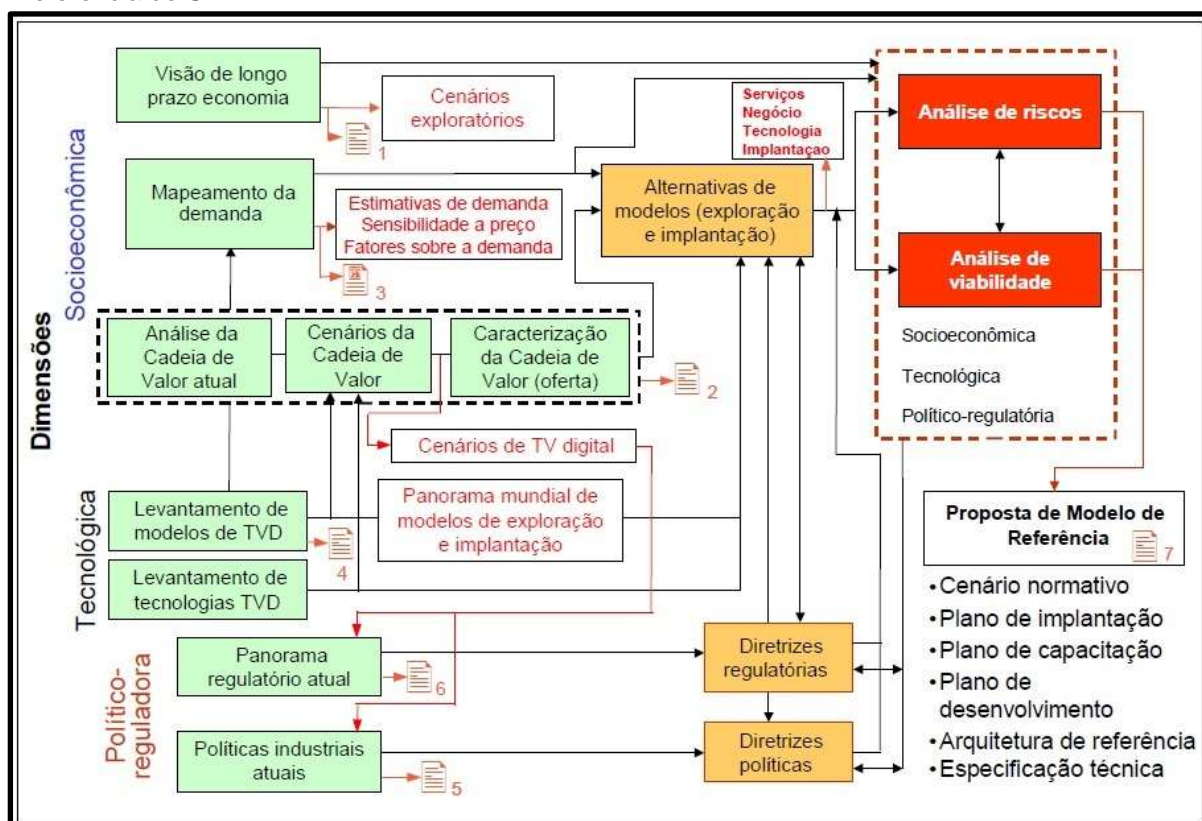 Visão de longo
prazo economia
Cenários
exploratórios
1
Serviços
Negócio
Tecnologia
Implantaçao
Análise de riscos
Socioeconômica
Mapeamento da
demanda
Estimativas de demanda
Sensibilidade a preço
Fatores sobre a demanda
3
Alternativas de
modelos (exploração
e implantação)
Análise de
viabilidade
Dimensões
Análise da
Cadeia de
Valor atual
Cenários da
Cadeia de
Valor
Caracterização
da Cadeia de
Valor (oferta)
2
Socioeconômica
Tecnológica
Político-regulatória
Cenários de TV digital
Tecnológica
Levantamento de
modelos de TVD
4
Panorama mundial de
modelos de exploração
e implantação
Levantamento de
tecnologias TVD
Proposta de Modelo de
Referência
7
•Cenário normativo
•Plano de implantação
•Plano de capacitação
•Plano de
desenvolvimento
•Arquitetura de referência
•Especificação técnica
Político-
reguladora
Panorama
regulatório atual
6
Diretrizes
regulatórias
Políticas industriais
atuais
5
Diretrizes
políticas